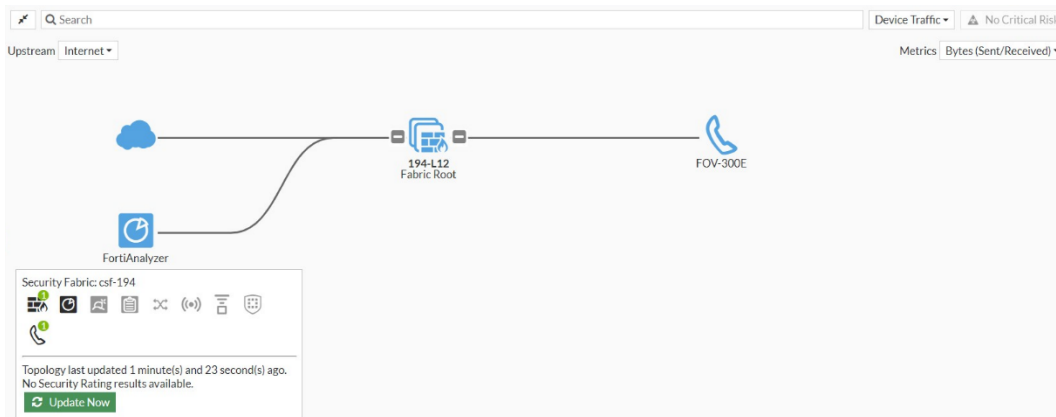 Search
Device Traffic
No Critical Risk
Upstream
Internet
Metrics
Bytes (Sent/Received)
194-L12
Fabric Root
FOV-300E
FortiAnalyzer
Security Fabric: csf-194
1
1
Topology last updated 1 minute(s) and 23 second(s) ago.
No Security Rating results available.
Update Now